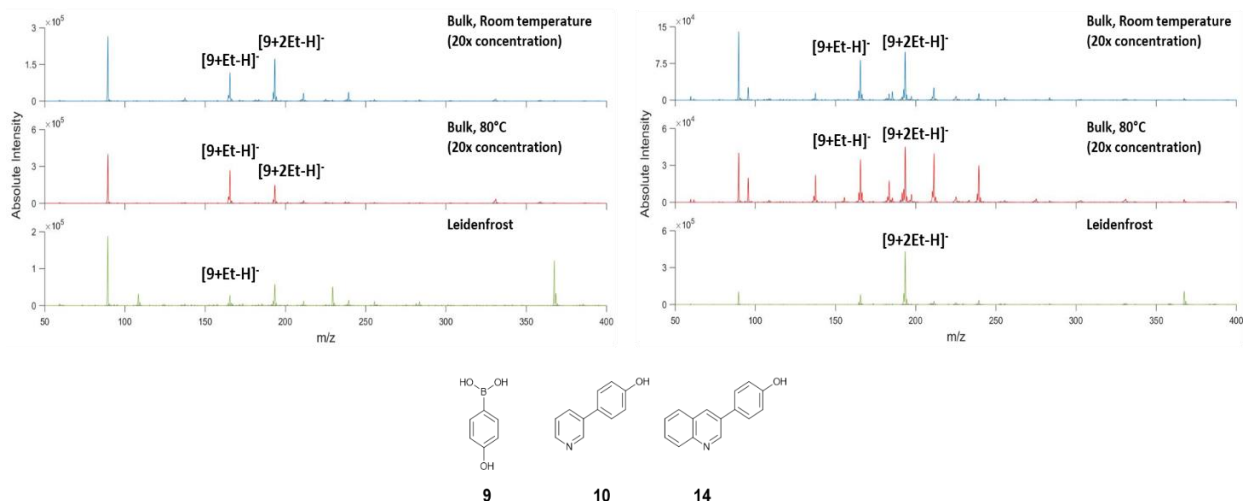 ×10⁵
3
1.5
0
[9+Et-H]⁻
[9+2Et-H]⁻
Bulk, Room temperature
(20x concentration)
×10⁵
6
3
0
[9+Et-H]⁻
[9+2Et-H]⁻
Bulk, 80°C
(20x concentration)
×10⁵
2
1
0
[9+Et-H]⁻
Leidenfrost
50 100 150 200 250 300 350 400
m/z
Absolute Intensity
×10⁴
15
7.5
0
[9+Et-H]⁻
[9+2Et-H]⁻
Bulk, Room temperature
(20x concentration)
×10⁴
6
3
0
[9+Et-H]⁻
[9+2Et-H]⁻
Bulk, 80°C
(20x concentration)
×10⁵
6
3
0
[9+2Et-H]⁻
Leidenfrost
50 100 150 200 250 300 350 400
m/z
Absolute Intensity
HO OH
B
OH
OH
N
OH
N
9 10 14